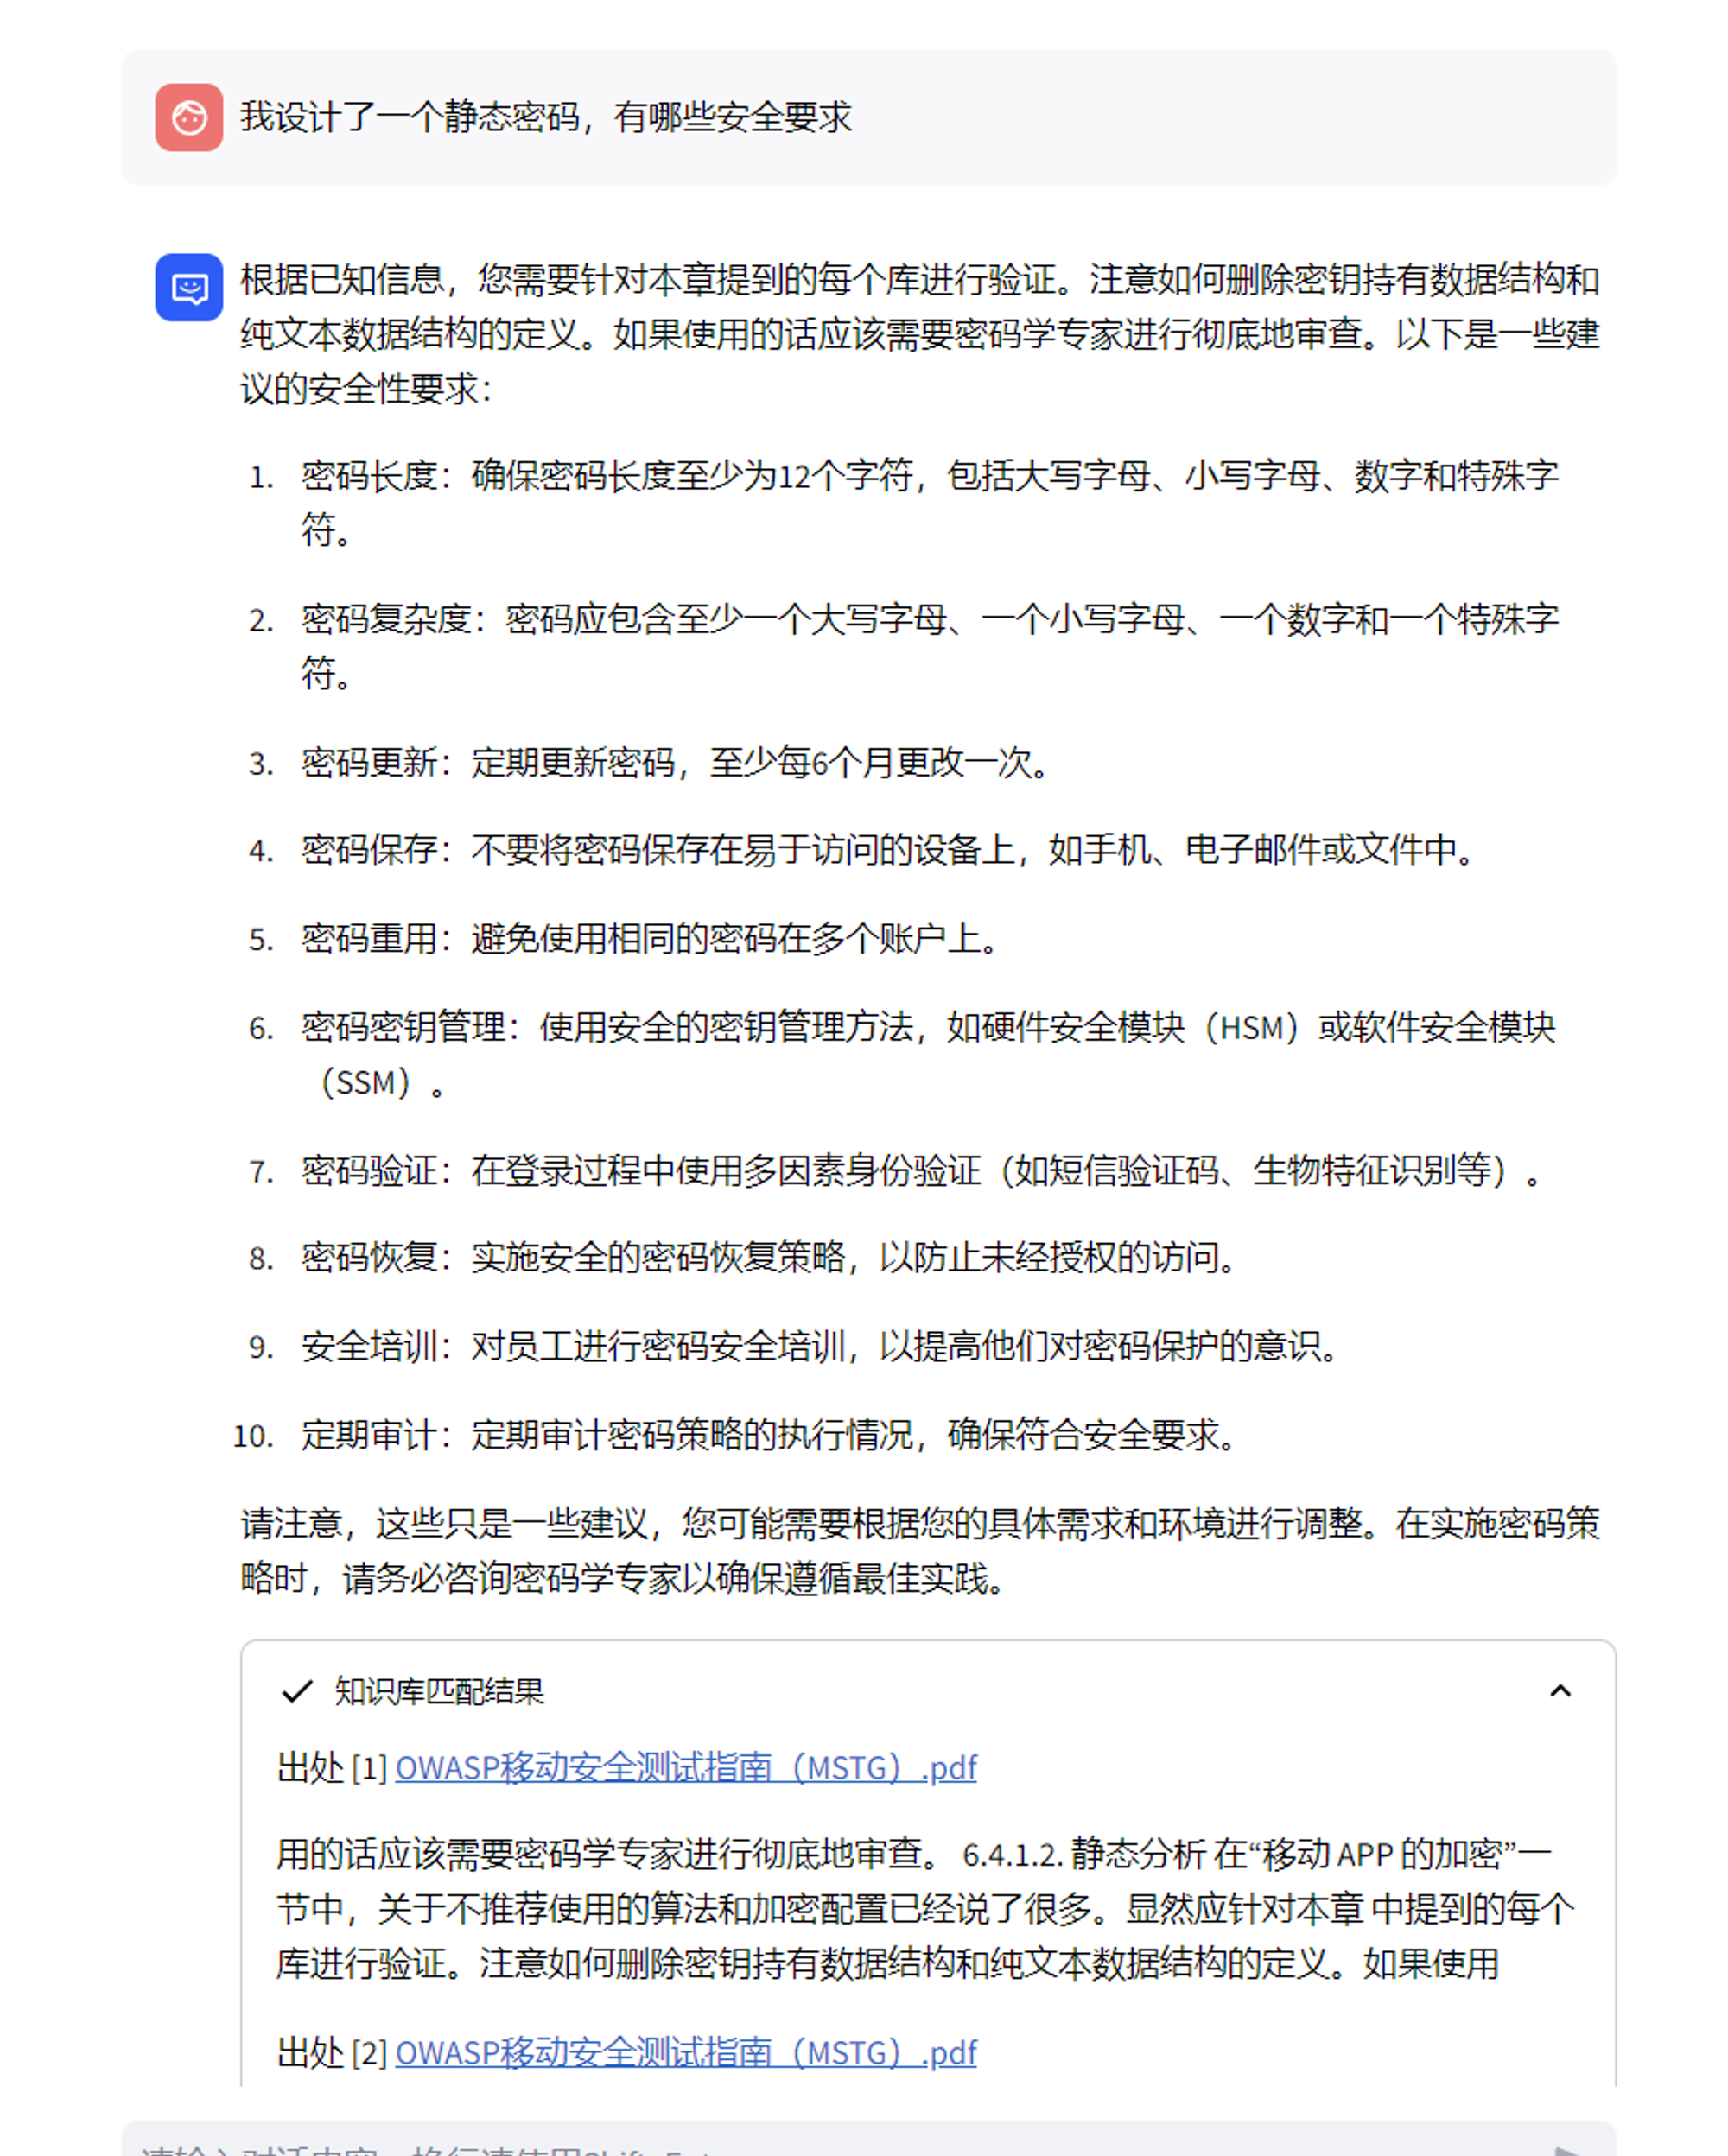 我设计了一个静态密码，有哪些安全要求
根据已知信息，您需要针对本章提到的每个库进行验证。注意如何删除密钥持有数据结构和
纯文本数据结构的定义。如果使用的话应该需要密码学专家进行彻底地审查。以下是一些建
议的安全性要求：
1. 密码长度：确保密码长度至少为12个字符，包括大写字母、小写字母、数字和特殊字
符。
2. 密码复杂度：密码应包含至少一个大写字母、一个小写字母、一个数字和一个特殊字
符。
3. 密码更新：定期更新密码，至少每6个月更改一次。
4. 密码保存：不要将密码保存在易于访问的设备上，如手机、电子邮件或文件中。
5. 密码重用：避免使用相同的密码在多个账户上。
6. 密码密钥管理：使用安全的密钥管理方法，如硬件安全模块（HSM）或软件安全模块
（SSM）。
7. 密码验证：在登录过程中使用多因素身份验证（如短信验证码、生物特征识别等）。
8. 密码恢复：实施安全的密码恢复策略，以防止未经授权的访问。
9. 安全培训：对员工进行密码安全培训，以提高他们对密码保护的意识。
10. 定期审计：定期审计密码策略的执行情况，确保符合安全要求。
请注意，这些只是一些建议，您可能需要根据您的具体需求和环境进行调整。在实施密码策
略时，请务必咨询密码学专家以确保遵循最佳实践。
知识库匹配结果
出处 [1] OWASP移动安全测试指南（MSTG）.pdf
用的话应该需要密码学专家进行彻底地审查。 6.4.1.2. 静态分析 在“移动 APP 的加密”一
节中，关于不推荐使用的算法和加密配置已经说了很多。显然应针对本章 中提到的每个
库进行验证。注意如何删除密钥持有数据结构和纯文本数据结构的定义。如果使用
出处 [2] OWASP移动安全测试指南（MSTG）.pdf